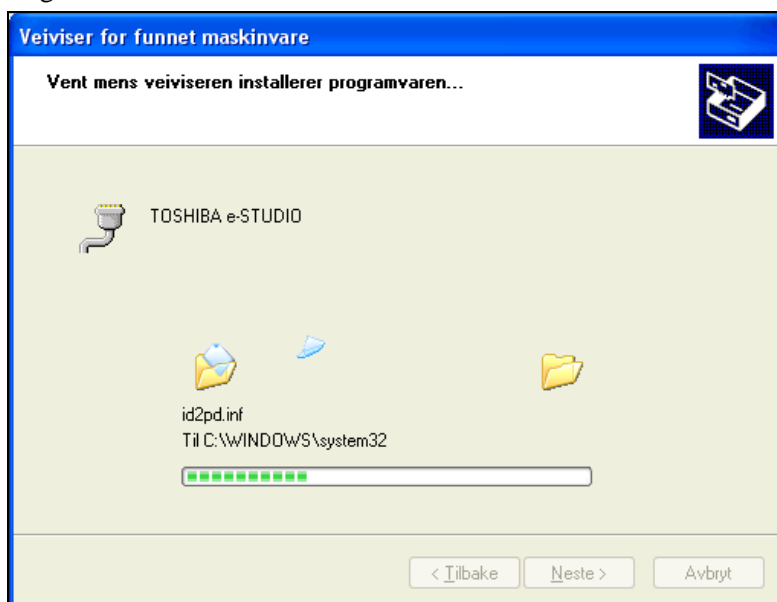 Veiviser for funnet maskinvare
Vent mens veiviseren installerer programvaren...
TOSHIBA e-STUDIO
id2pd.inf
Til C:\WINDOWS\system32
< Tilbake
Neste >
Avbryt